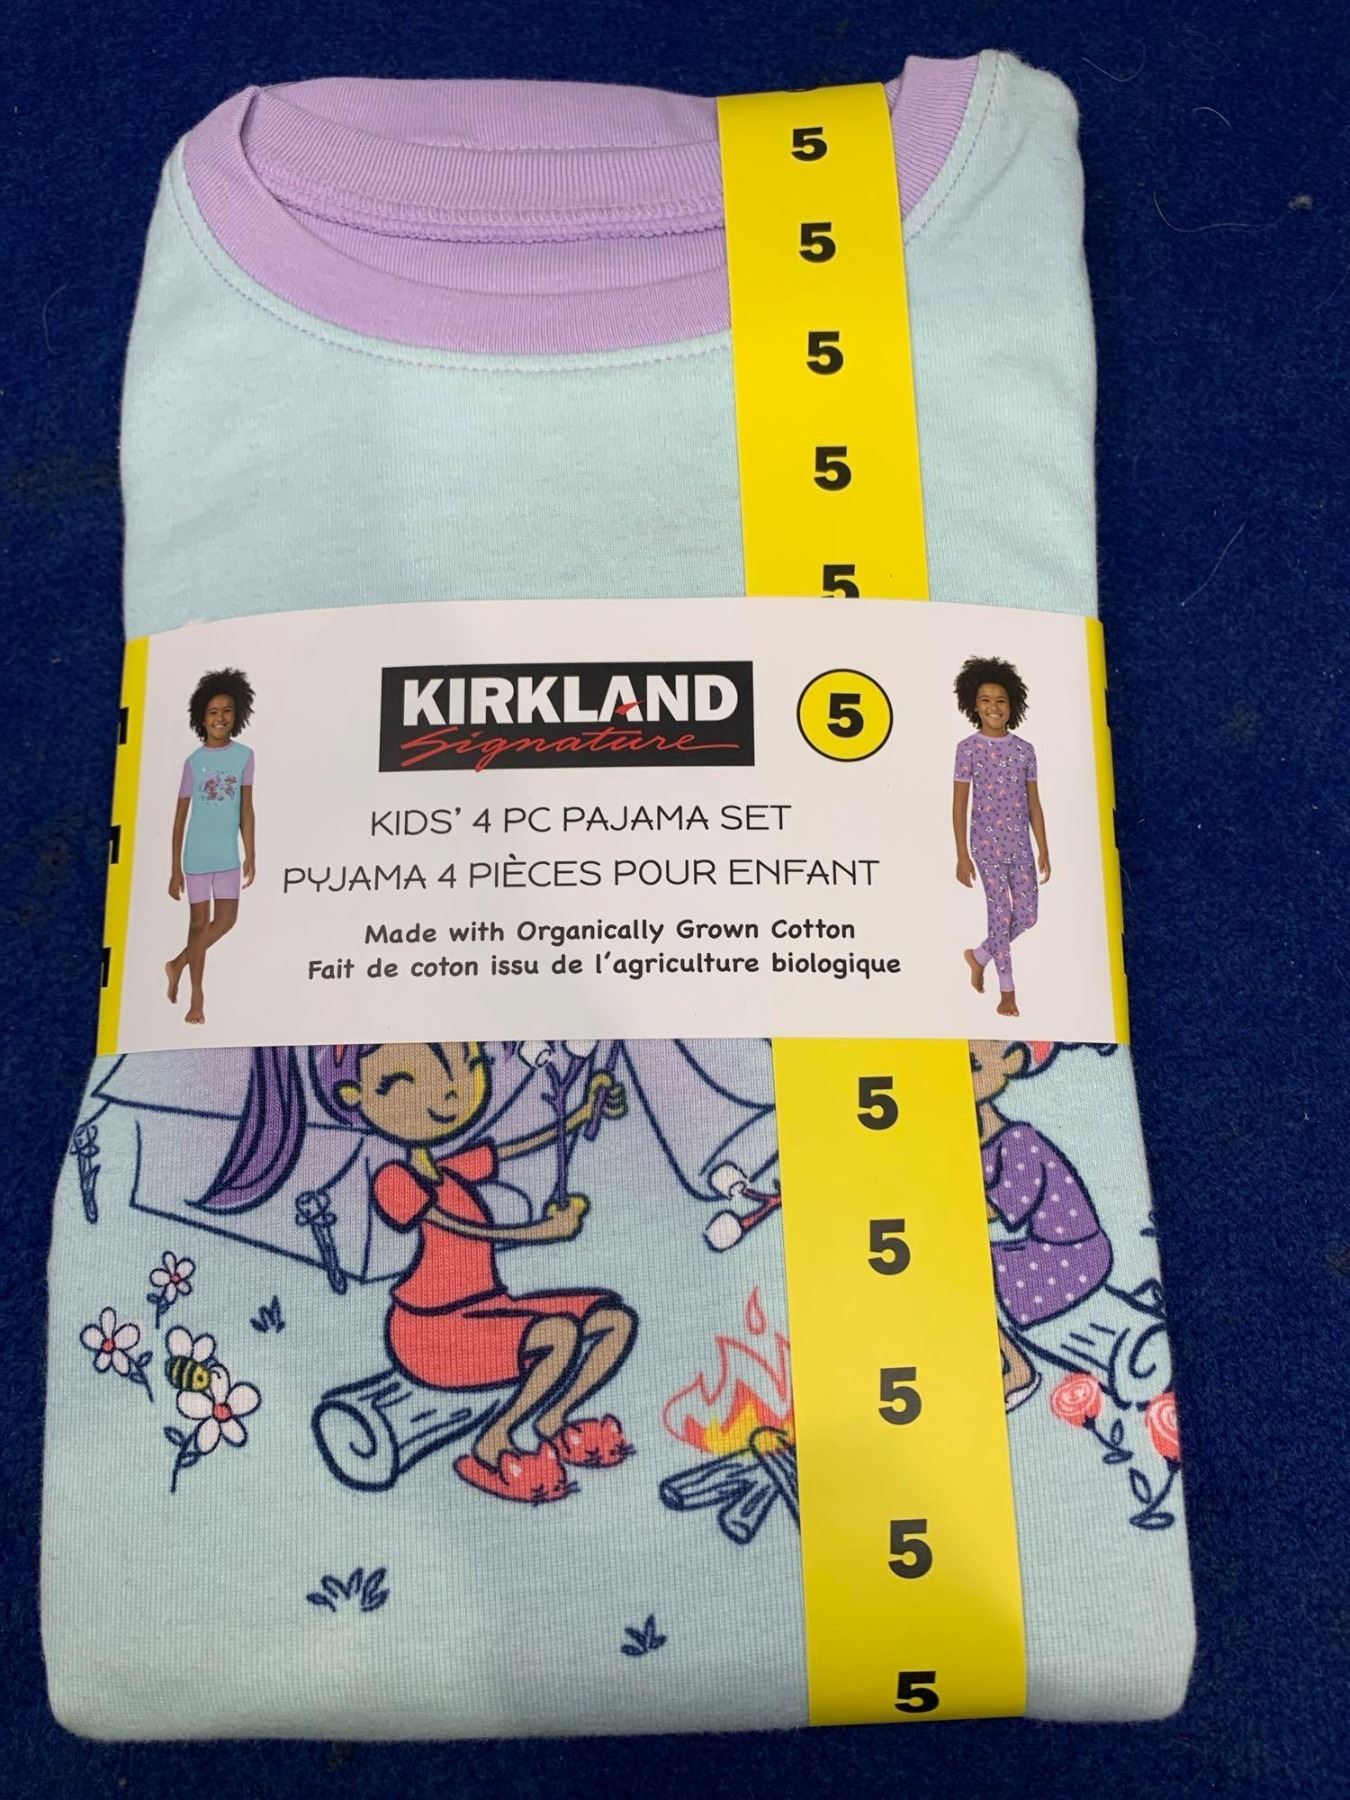 5
5
5
5
5
KIRKLAND
Signature
5
KIDS' 4 PC PAJAMA SET
PYJAMA 4 PIÈCES POUR ENFANT
Made with Organically Grown Cotton
Fait de coton issu de l'agriculture biologique
5
5
5
5
5